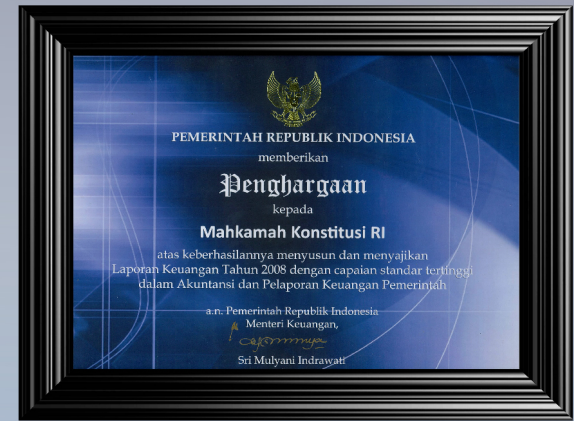 PEMERINTAH REPUBLIK INDONESIA
memberikan
Penghargaan
kepada
Mahkamah Konstitusi RI
atas keberhasilannya menyusun dan menyajikan
Laporan Keuangan Tahun 2008 dengan capaian standar tertinggi
dalam Akuntansi dan Pelaporan Keuangan Pemerintah
a.n. Pemerintah Republik Indonesia
Menteri Keuangan,
Sri Mulyani Indrawati